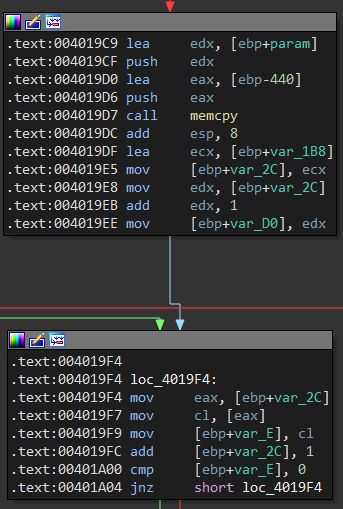 .text:004019C9 lea edx, [ebp+param]
.text:004019CF push edx
.text:004019D0 lea eax, [ebp-440]
.text:004019D6 push eax
.text:004019D7 call memcpy
.text:004019DC add esp, 8
.text:004019DF lea ecx, [ebp+var_1B8]
.text:004019E5 mov [ebp+var_2C], ecx
.text:004019E8 mov edx, [ebp+var_2C]
.text:004019EB add edx, 1
.text:004019EE mov [ebp+var_D0], edx
.text:004019F4
.text:004019F4 loc_4019F4:
.text:004019F4 mov eax, [ebp+var_2C]
.text:004019F7 mov cl, [eax]
.text:004019F9 mov [ebp+var_E], cl
.text:004019FC add [ebp+var_2C], 1
.text:00401A00 cmp [ebp+var_E], 0
.text:00401A04 jnz short loc_4019F4